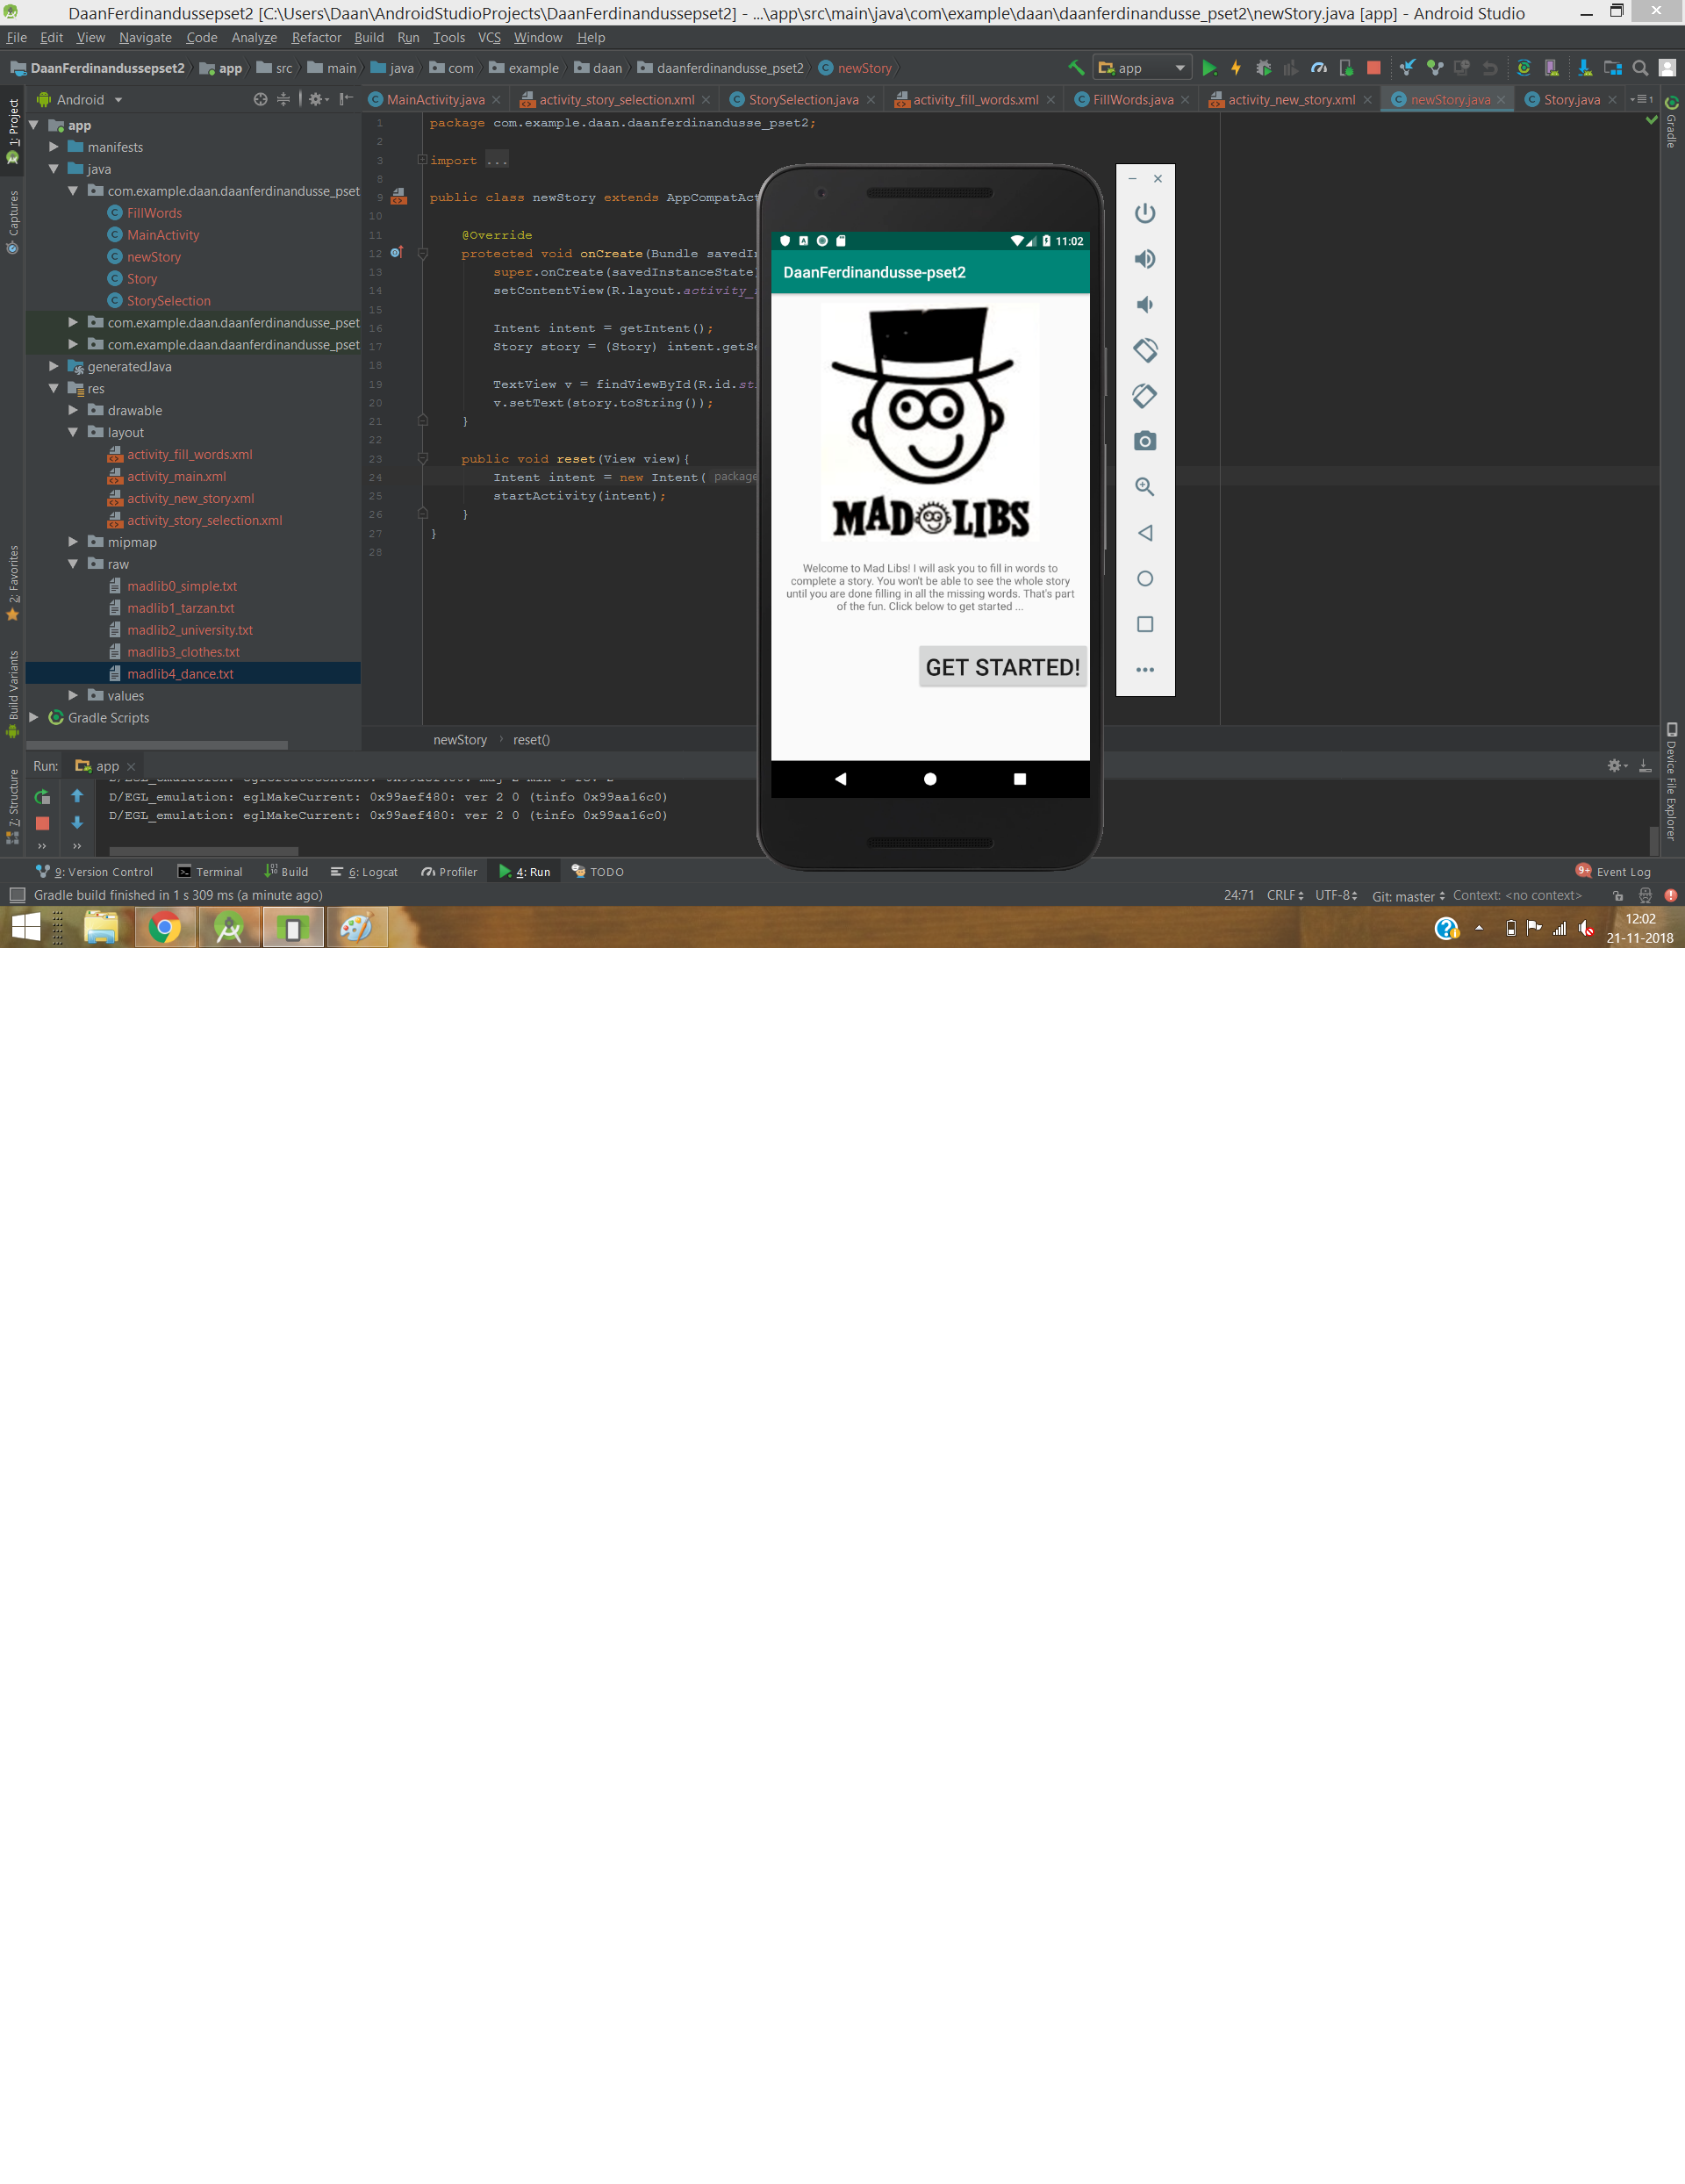 DaanFerdinandussepset2 [C:\Users\Daan\AndroidStudioProjects\DaanFerdinandussepset2] - ...\app\src\main\java\com\example\daan\daanferdinandusse_pset2\newStory.java [app] - Android Studio
File Edit View Navigate Code Analyze Refactor Build Run Tools VCS Window Help
DaanFerdinandussepset2 app src main java com example daan daanferdinandusse_pset2 newStory app
Android
MainActivity.java activity_story_selection.xml StorySelection.java activity_fill_words.xml FillWords.java activity_new_story.xml newStory.java Story.java 1
1: Project
Captures
2: Favorites
Build Variants
7: Structure
app
manifests
java
com.example.daan.daanferdinandusse_pset
FillWords
MainActivity
newStory
Story
StorySelection
com.example.daan.daanferdinandusse_pset
com.example.daan.daanferdinandusse_pset
generatedJava
res
drawable
layout
activity_fill_words.xml
activity_main.xml
activity_new_story.xml
activity_story_selection.xml
mipmap
raw
madlib0_simple.txt
madlib1_tarzan.txt
madlib2_university.txt
madlib3_clothes.txt
madlib4_dance.txt
values
Gradle Scripts
1 package com.example.daan.daanferdinandusse_pset2;
2
3 import ...
8
9 public class newStory extends AppCompatAct
10
11 @Override
12 protected void onCreate(Bundle savedIn
13 super.onCreate(savedInstanceState)
14 setContentView(R.layout.activity_
15
16 Intent intent = getIntent();
17 Story story = (Story) intent.getSe
18
19 TextView v = findViewById(R.id.st
20 v.setText(story.toString());
21 }
22
23 public void reset(View view){
24 Intent intent = new Intent( package
25 startActivity(intent);
26 }
27 }
28
newStory reset()
11:02
DaanFerdinandusse-pset2
MAD LIBS
Welcome to Mad Libs! I will ask you to fill in words to
complete a story. You won't be able to see the whole story
until you are done filling in all the missing words. That's part
of the fun. Click below to get started ...
GET STARTED!
Gradle
Device File Explorer
Run: app
D/EGL_emulation: eglMakeCurrent: 0x99aef480: ver 2 0 (tinfo 0x99aa16c0)
D/EGL_emulation: eglMakeCurrent: 0x99aef480: ver 2 0 (tinfo 0x99aa16c0)
9: Version Control Terminal Build 6: Logcat Profiler 4: Run TODO 9+ Event Log
Gradle build finished in 1 s 309 ms (a minute ago) 24:71 CRLF UTF-8 Git: master Context: <no context>
12:02
21-11-2018